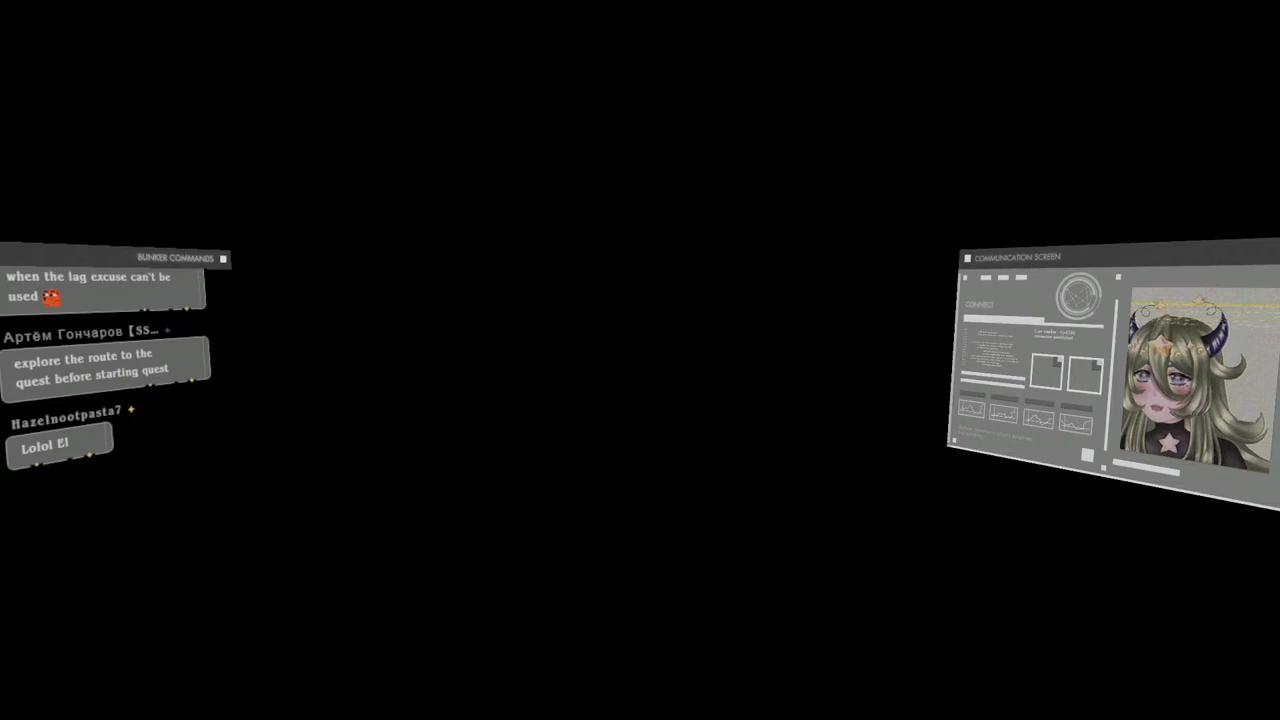 BUNKER COMMANDS
when the lag excuse can't be
used
Артём Гончаров【SS...
explore the route to the
quest before starting quest
Hazelnootpasta7
Lolol El
COMMUNICATION SCREEN
CONNECT